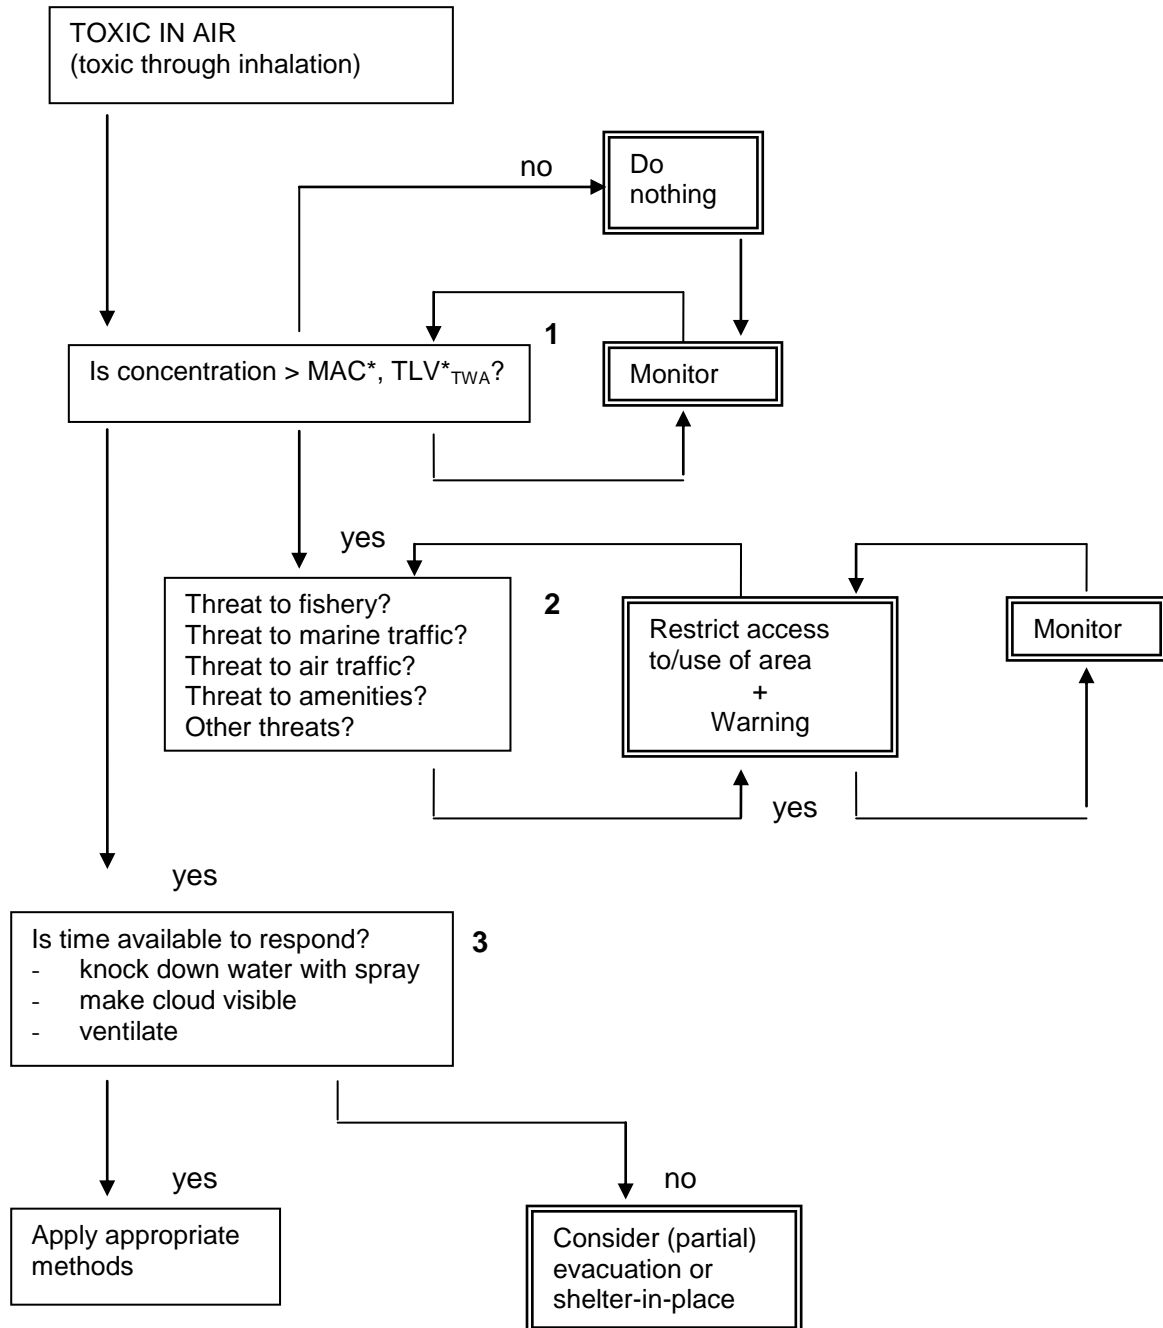 TOXIC IN AIR
(toxic through inhalation)
no
Do
nothing
1
Is concentration > MAC*, TLV*TWA?
Monitor
yes
Threat to fishery?
Threat to marine traffic?
Threat to air traffic?
Threat to amenities?
Other threats?
2
Restrict access
to/use of area
+
Warning
Monitor
yes
yes
Is time available to respond?
- knock down water with spray
- make cloud visible
- ventilate
3
yes
no
Apply appropriate
methods
Consider (partial)
evacuation or
shelter-in-place